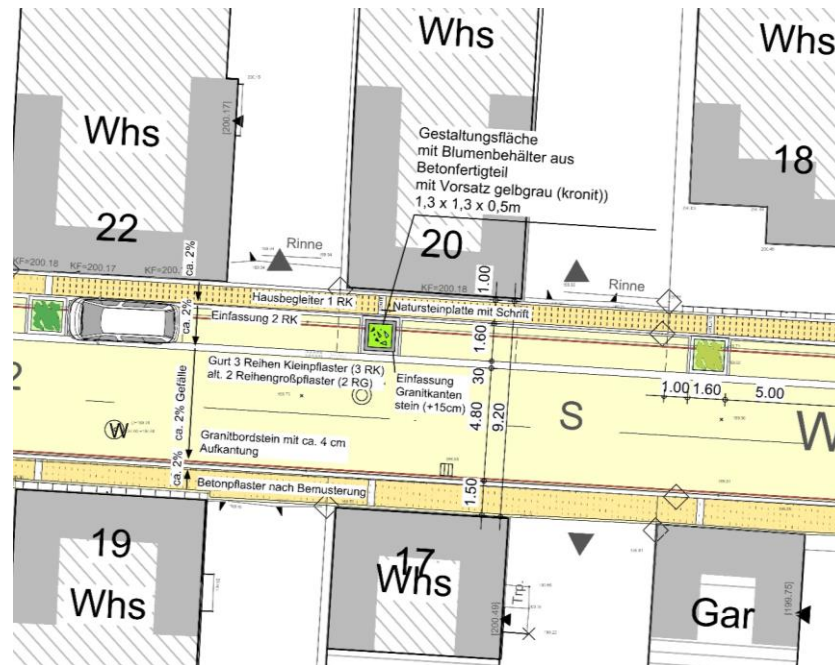 Whs
Whs
Whs
[200.17]
22
20
18
Gestaltungsfläche
mit Blumenbehälter aus
Betonfertigteil
mit Vorsatz gelbgrau (kronit))
1,3 x 1,3 x 0,5m
Rinne
Rinne
KF=200.18
KF=200.17
KF=200.18
ca. 2%
1.00
Hausbegleiter 1 RK
Natursteinplatte mit Schrift
ca. 2%
Einfassung 2 RK
1.60
30
Gurt 3 Reihen Kleinpflaster (3 RK)
alt. 2 Reihengroßpflaster (2 RG)
Einfassung
Granitkanten
stein (+15cm)
1.00
1.60
5.00
2
ca. 2% Gefälle
4.80
9.20
S
W
W
Granitbordstein mit ca. 4 cm
Aufkantung
ca. 2%
Betonpflaster nach Bemusterung
1.50
19
Whs
17
Whs
[200.49]
Trp.
Gar
[199.75]